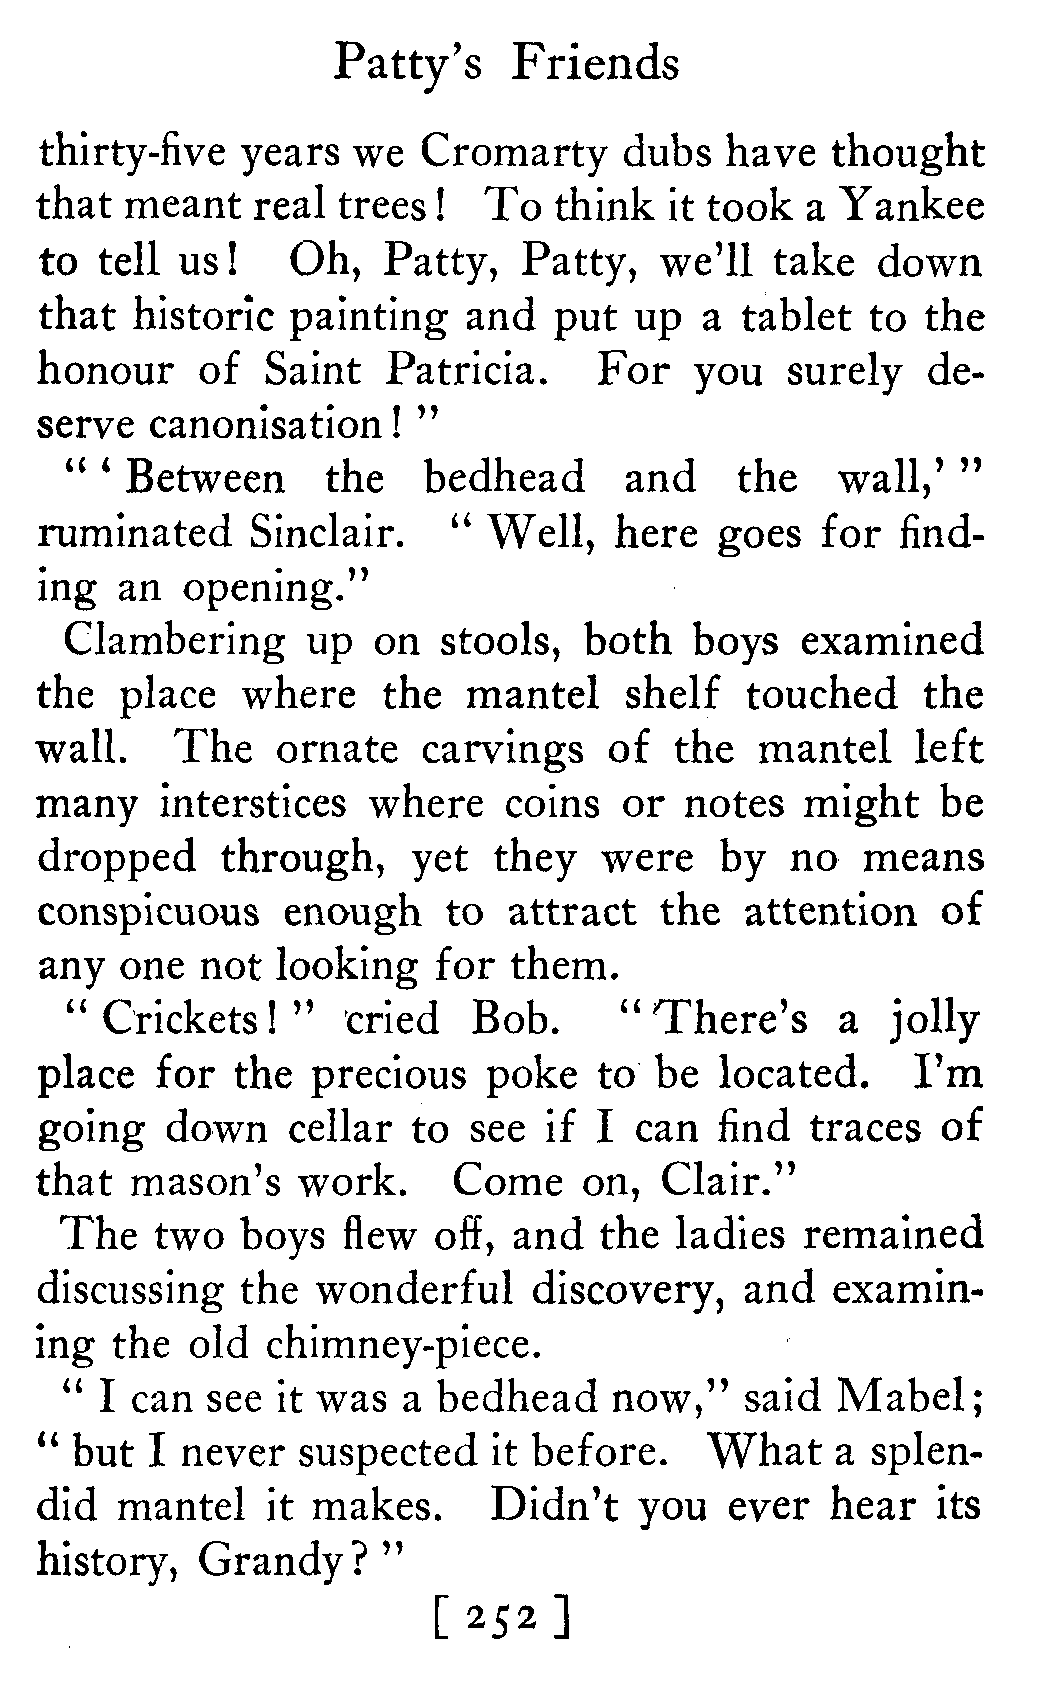 Patty's Friends
thirty-five years we Cromarty dubs have thought
that meant real trees! To think it took a Yankee
to tell us! Oh, Patty, Patty, we'll take down
that historic painting and put up a tablet to the
honour of Saint Patricia. For you surely de-
serve canonisation!"
"'Between the bedhead and the wall,'"
ruminated Sinclair. "Well, here goes for find-
ing an opening."
Clambering up on stools, both boys examined
the place where the mantel shelf touched the
wall. The ornate carvings of the mantel left
many interstices where coins or notes might be
dropped through, yet they were by no means
conspicuous enough to attract the attention of
any one not looking for them.
"Crickets!" cried Bob. "There's a jolly
place for the precious poke to be located. I'm
going down cellar to see if I can find traces of
that mason's work. Come on, Clair."
The two boys flew off, and the ladies remained
discussing the wonderful discovery, and examin-
ing the old chimney-piece.
"I can see it was a bedhead now," said Mabel;
"but I never suspected it before. What a splen-
did mantel it makes. Didn't you ever hear its
history, Grandy?"
[ 252 ]